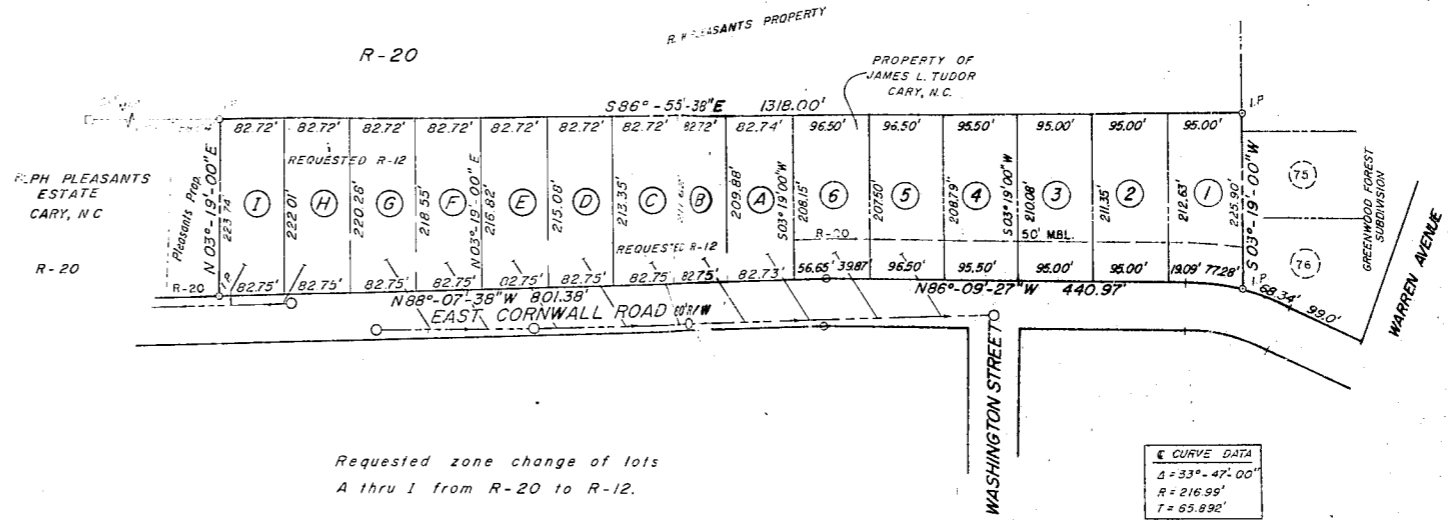 R-20
PLEASANTS PROPERTY
PROPERTY OF
JAMES L. TUDOR
CARY, N.C.
S86°-55'-38"E 1318.00'
I.P.
82.72' 82.72' 82.72' 82.72' 82.72' 82.72' 82.72' 82.72' 82.74' 96.50' 96.50' 95.50' 95.00' 95.00' 95.00'
I.P
REQUESTED R-12
PLEASANTS
ESTATE
CARY, N C
R-20
Pleasants Prop.
N 03°-19'-00" E
223.74'
I
222.01'
H
220.28'
G
218.55'
F
N 03°-19'-00" E
216.82'
E
215.08'
D
213.35'
C
B
209.88'
A
S 03° 19' 00" W
208.15'
6
207.50'
5
208.79'
4
S 03° 19' 00" W
210.08'
3
211.35'
2
212.63'
1
225.90'
S 03°-19'-00" W
75
76
GREENWOOD FOREST
SUBDIVISION
WARREN AVENUE
REQUESTED R-12
R-20
50' MBL.
R-20
I.P.
82.75' 82.75' 82.75' 82.75' 82.75' 82.75' 82.75' 82.75' 82.73' 56.65' 39.87' 96.50' 95.50' 95.00' 95.00' 19.09' 77.28'
I.P.
68.34'
99.0'
N88°-07'-38"W 801.38'
N86°-09'-27"W 440.97'
EAST CORNWALL ROAD 60' R/W
WASHINGTON STREET
Requested zone change of lots
A thru I from R-20 to R-12.
℄ CURVE DATA
Δ = 33°-47'-00"
R = 216.99'
T = 65.892'